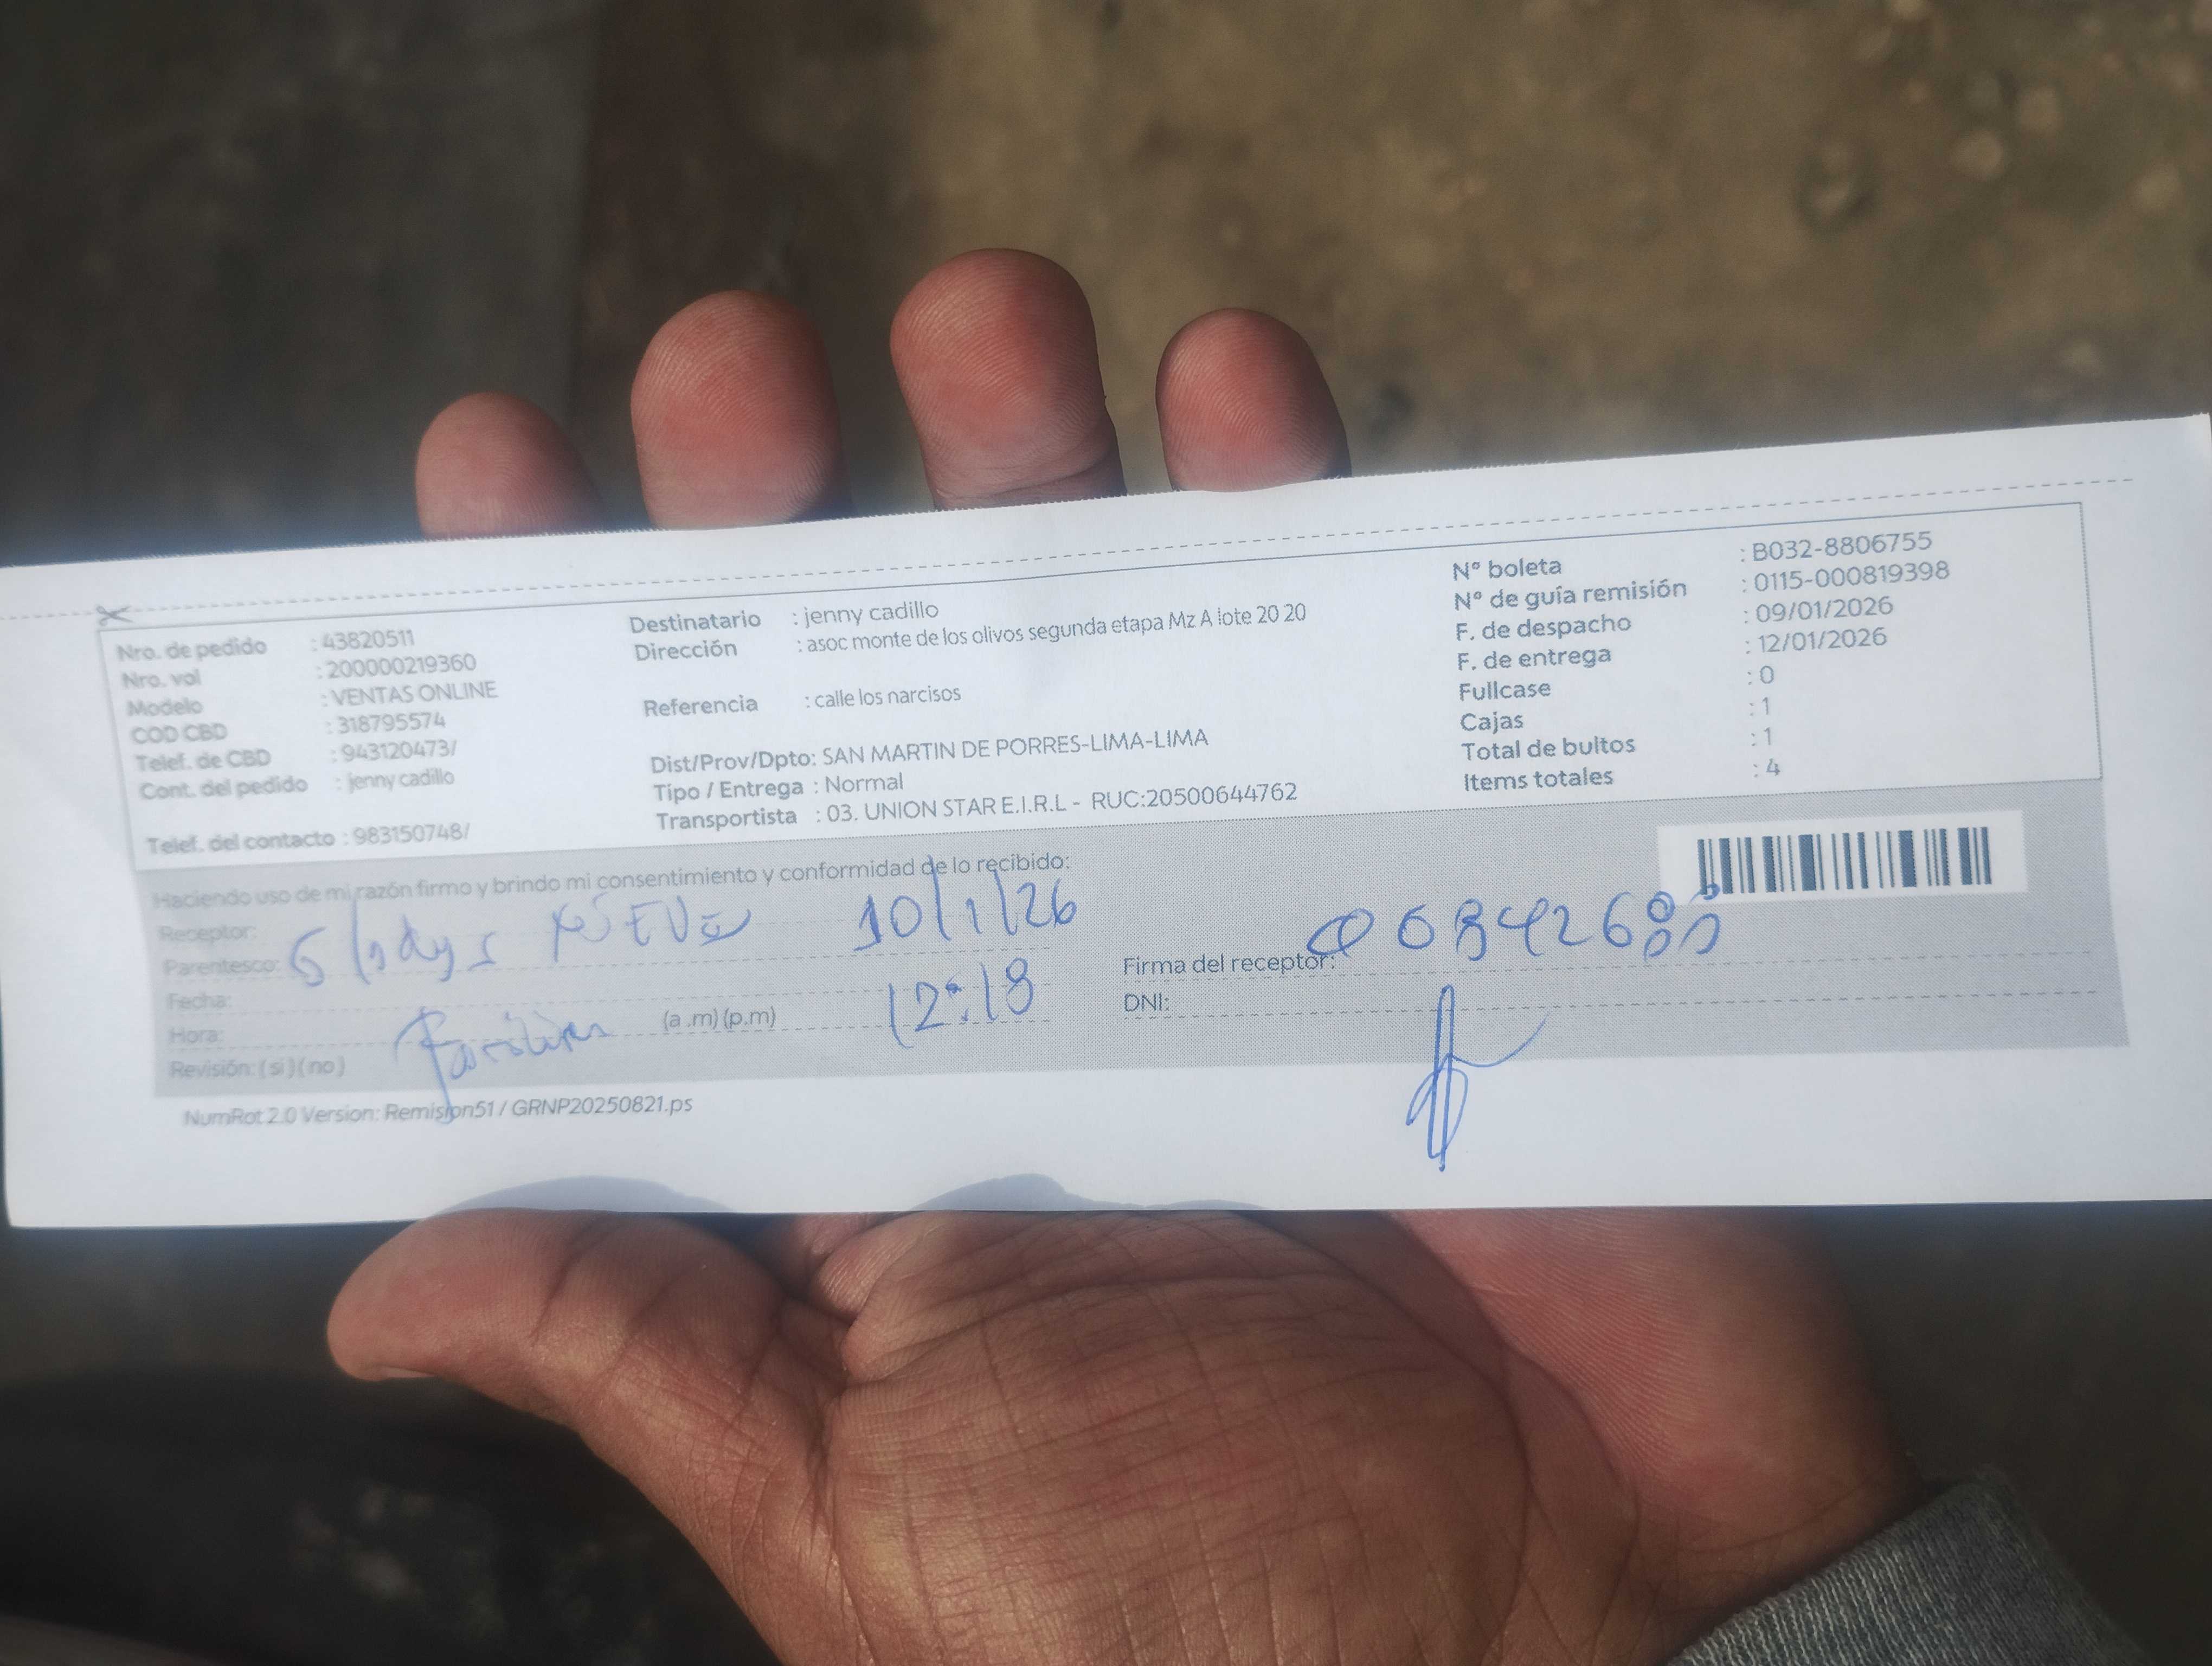 Nro. de pedido : 43820511
Nro. vol : 200000219360
Modelo : VENTAS ONLINE
COD CBD : 318795574
Telef. de CBD : 943120473/
Cont. del pedido : jenny cadillo
Telef. del contacto : 983150748/
Destinatario : jenny cadillo
Dirección : asoc monte de los olivos segunda etapa Mz A lote 20 20
Referencia : calle los narcisos
Dist/Prov/Dpto: SAN MARTIN DE PORRES-LIMA-LIMA
Tipo / Entrega : Normal
Transportista : 03. UNION STAR E.I.R.L - RUC:20500644762
N° boleta : B032-8806755
N° de guía remisión : 0115-000819398
F. de despacho : 09/01/2026
F. de entrega : 12/01/2026
Fullcase : 0
Cajas : 1
Total de bultos : 1
Items totales : 4
Haciendo uso de mi razón firmo y brindo mi consentimiento y conformidad de lo recibido:
Receptor:
Parentesco: Gladys 10/1/26
Fecha:
Hora: (a .m) (p.m) 12:18
Revisión: (si) (no)
Firma del receptor:
DNI:
NumRot 2.0 Version: Remision51 / GRNP20250821.ps